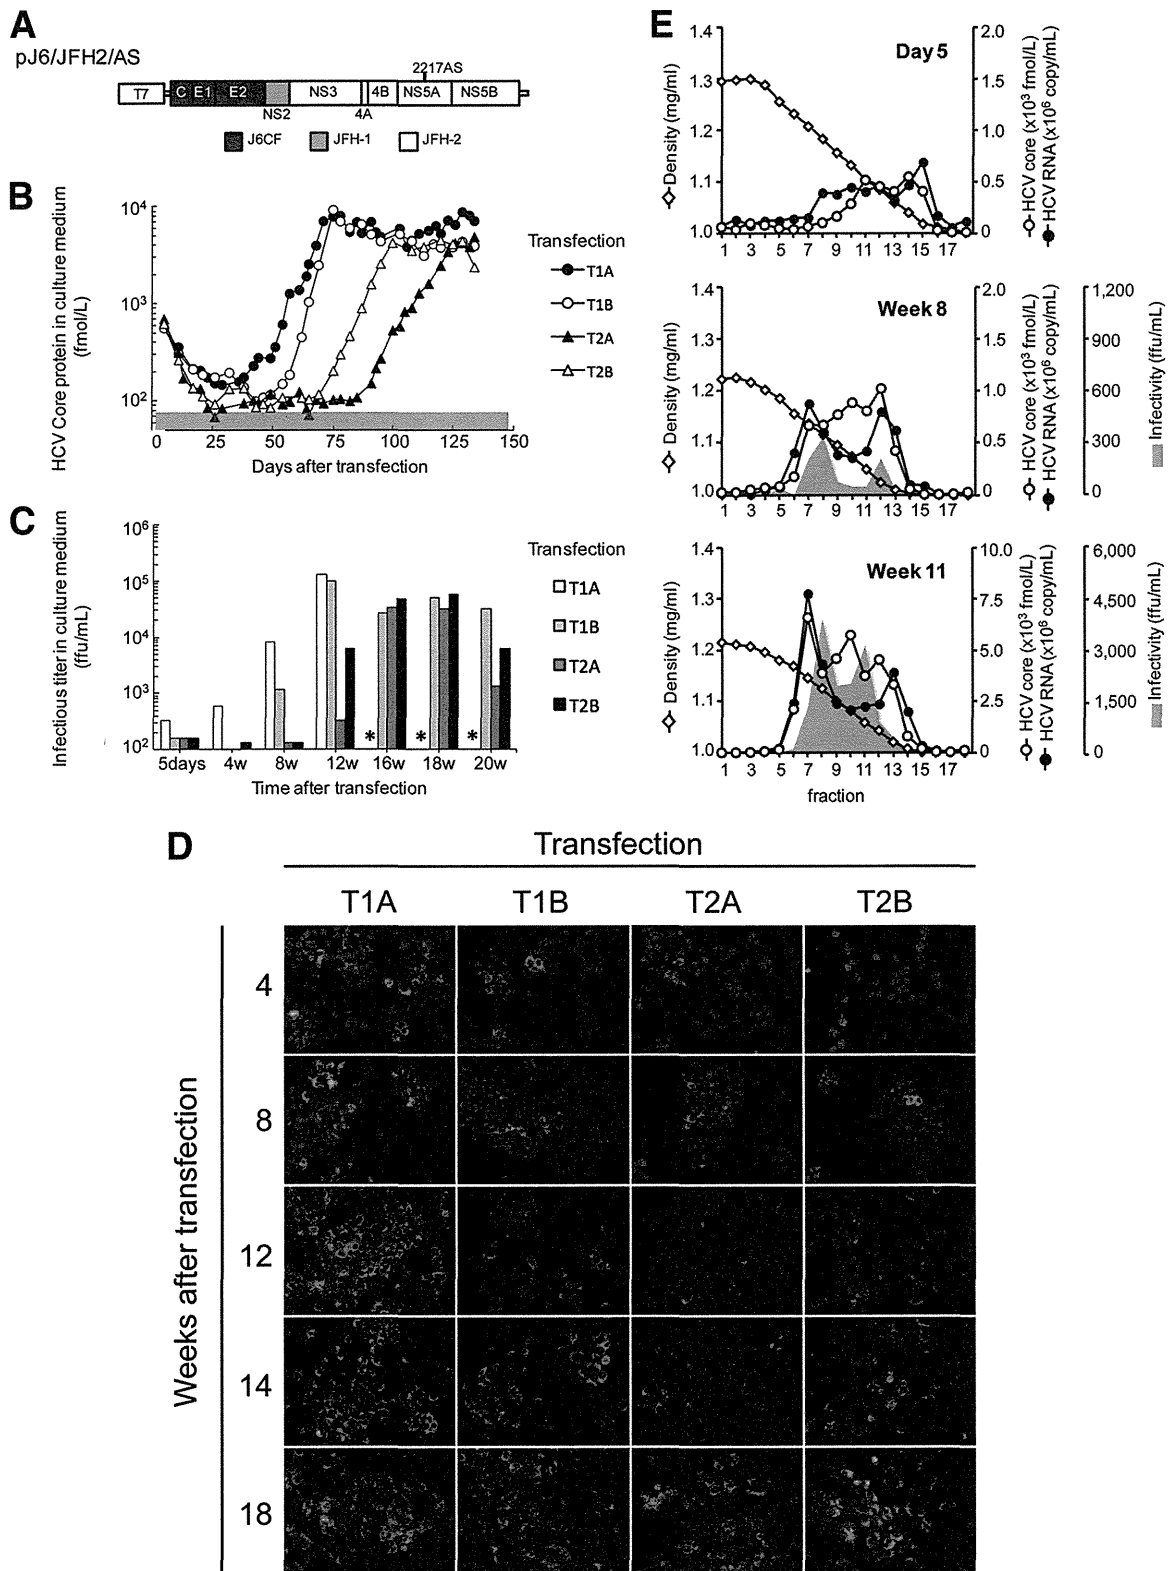 A
pJ6/JFH2/AS
2217AS
T7 C E1 E2 NS3 4B NS5A NS5B
NS2 4A
J6CF JFH-1 JFH-2
B
HCV Core protein in culture medium
(fmol/L)
10⁴
10³
10²
0 25 50 75 100 125 150
Days after transfection
Transfection
T1A
T1B
T2A
T2B
C
Infectious titer in culture medium
(ffu/mL)
10⁶
10⁵
10⁴
10³
10²
* * *
5days 4w 8w 12w 16w 18w 20w
Time after transfection
Transfection
T1A
T1B
T2A
T2B
E
Day 5
Density (mg/ml)
1.4
1.3
1.2
1.1
1.0
1 3 5 7 9 11 13 15 17
2.0
1.5
1.0
0.5
0
HCV core (x10³ fmol/L)
HCV RNA (x10⁶ copy/mL)
Week 8
Density (mg/ml)
1.4
1.3
1.2
1.1
1.0
1 3 5 7 9 11 13 15 17
2.0
1.5
1.0
0.5
0
HCV core (x10³ fmol/L)
HCV RNA (x10⁶ copy/mL)
1,200
900
600
300
0
Infectivity (ffu/mL)
Week 11
Density (mg/ml)
1.4
1.3
1.2
1.1
1.0
1 3 5 7 9 11 13 15 17
fraction
10.0
7.5
5.0
2.5
0
HCV core (x10³ fmol/L)
HCV RNA (x10⁶ copy/mL)
6,000
4,500
3,000
1,500
0
Infectivity (ffu/mL)
D
Transfection
T1A T1B T2A T2B
Weeks after transfection
4
8
12
14
18